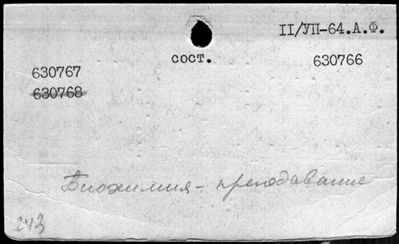 II/УП-64.А.Ф.
сост. 630766
630767
630768
Биохимия - преподавание
243